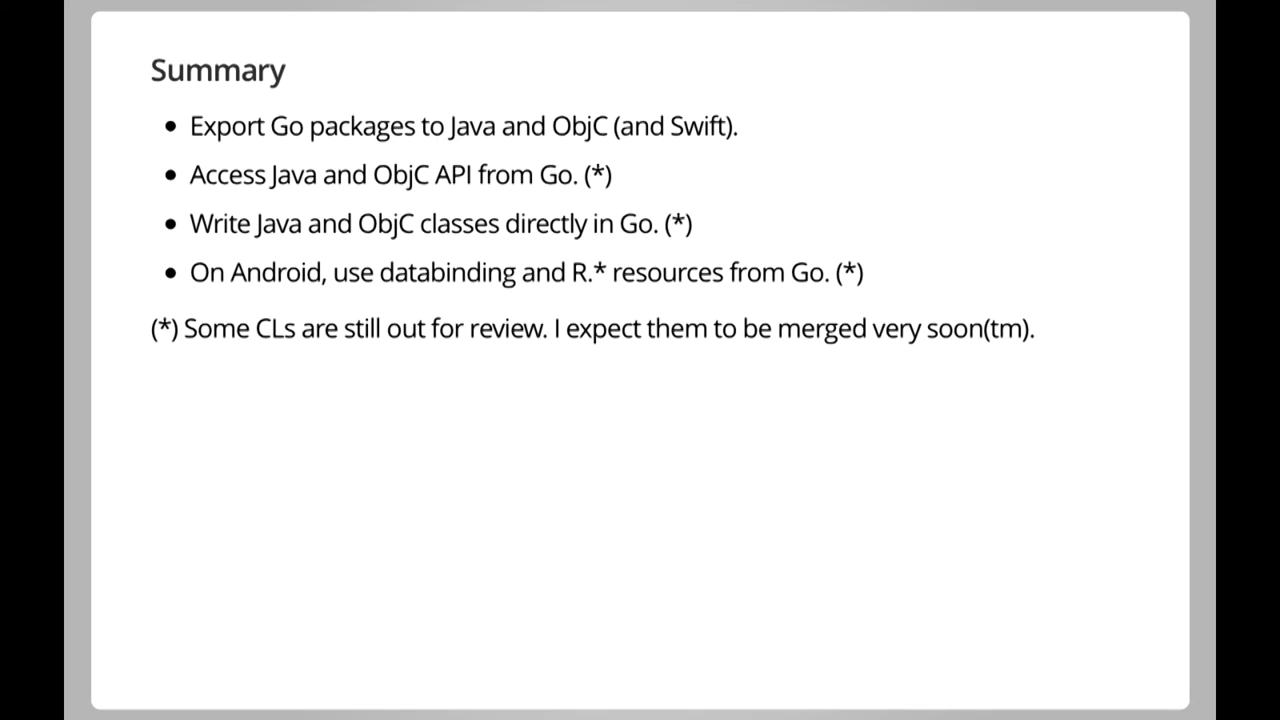 Summary
• Export Go packages to Java and ObjC (and Swift).
• Access Java and ObjC API from Go. (*)
• Write Java and ObjC classes directly in Go. (*)
• On Android, use databinding and R.* resources from Go. (*)
(*) Some CLs are still out for review. I expect them to be merged very soon(tm).